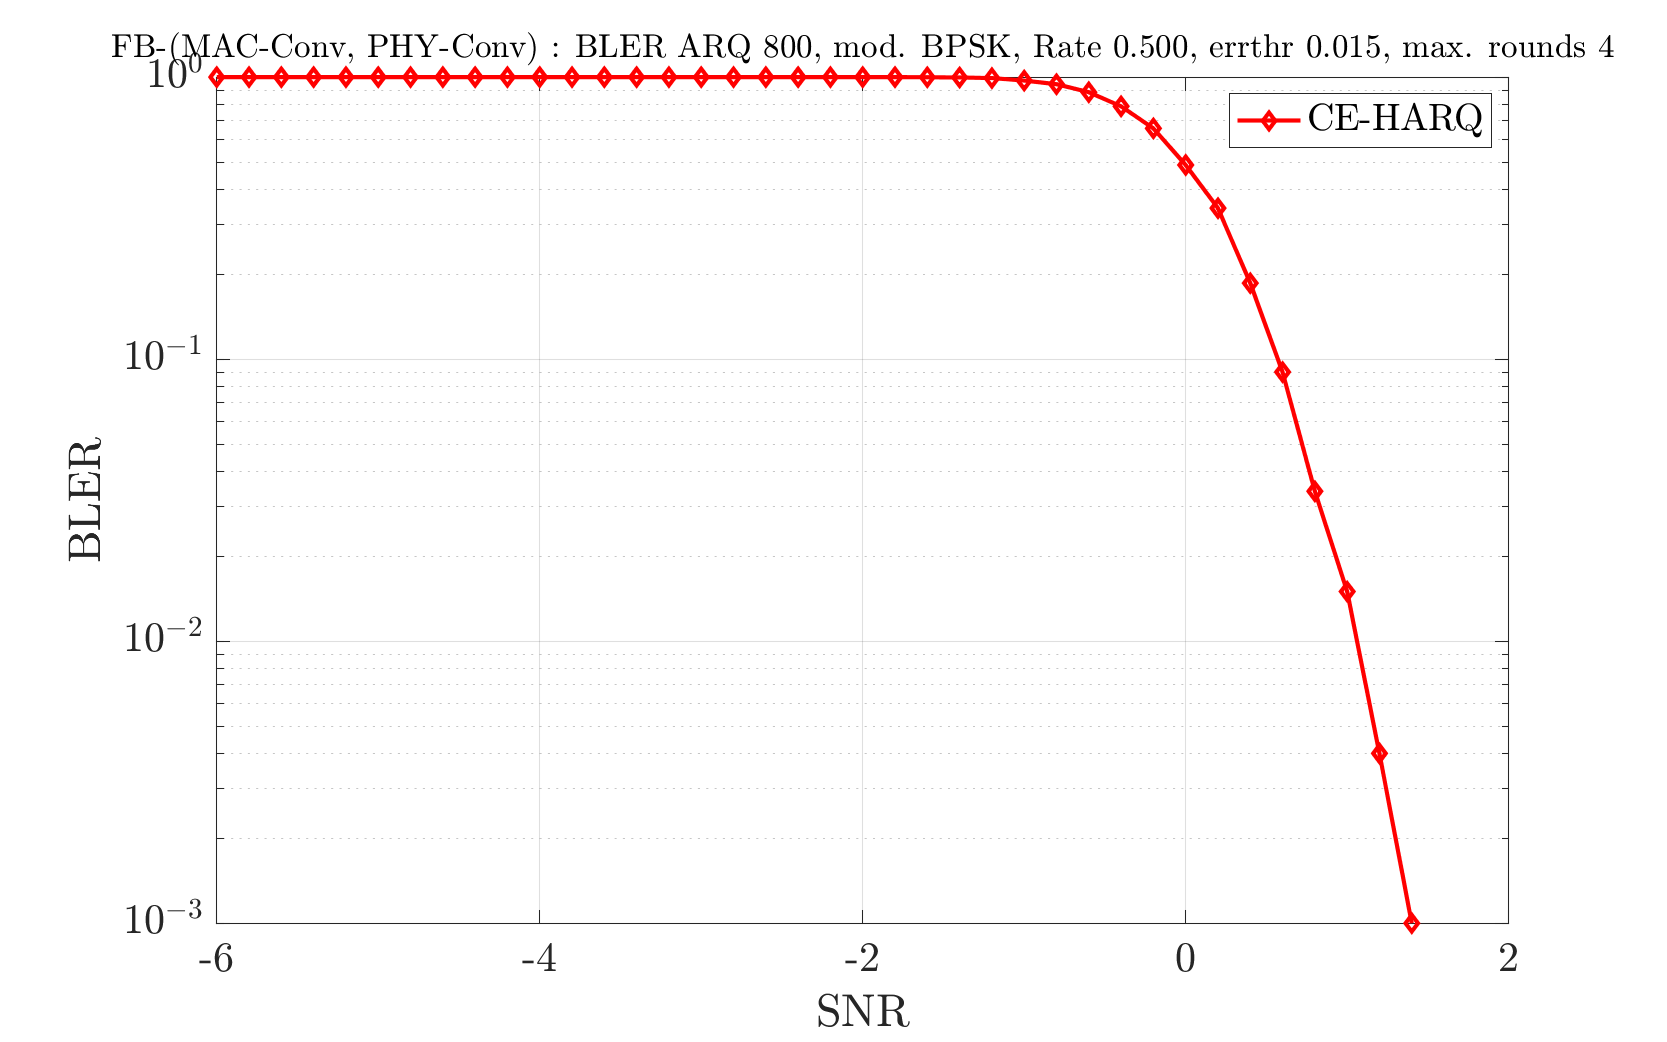 FB-(MAC-Conv, PHY-Conv) : BLER ARQ 800, mod. BPSK, Rate 0.500, errthr 0.015, max. rounds 4
10^0
CE-HARQ
10^−1
BLER
10^−2
10^−3
-6 -4 -2 0 2
SNR